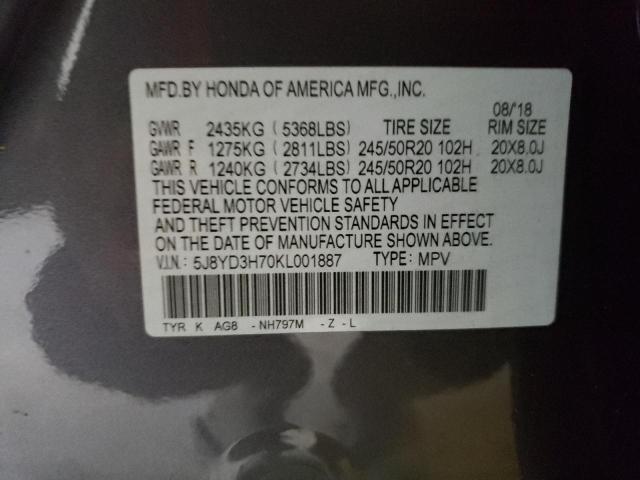 MFD.BY HONDA OF AMERICA MFG.,INC.
08/'18
GVWR 2435KG (5368LBS) TIRE SIZE RIM SIZE
GAWR F 1275KG (2811LBS) 245/50R20 102H 20X8.0J
GAWR R 1240KG (2734LBS) 245/50R20 102H 20X8.0J
THIS VEHICLE CONFORMS TO ALL APPLICABLE
FEDERAL MOTOR VEHICLE SAFETY
AND THEFT PREVENTION STANDARDS IN EFFECT
ON THE DATE OF MANUFACTURE SHOWN ABOVE.
V.I.N.: 5J8YD3H70KL001887 TYPE: MPV
TYR K AG8 -NH797M -Z-L